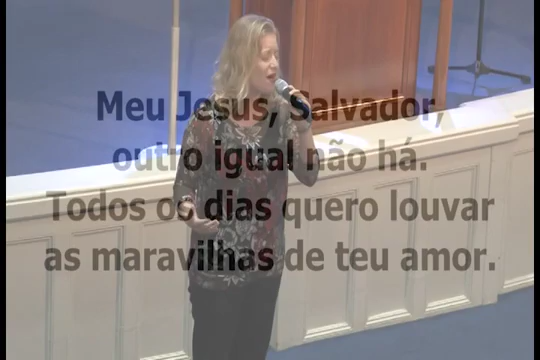 Meu Jesus, Salvador,
outro igual não há.
Todos os dias quero louvar
as maravilhas de teu amor.